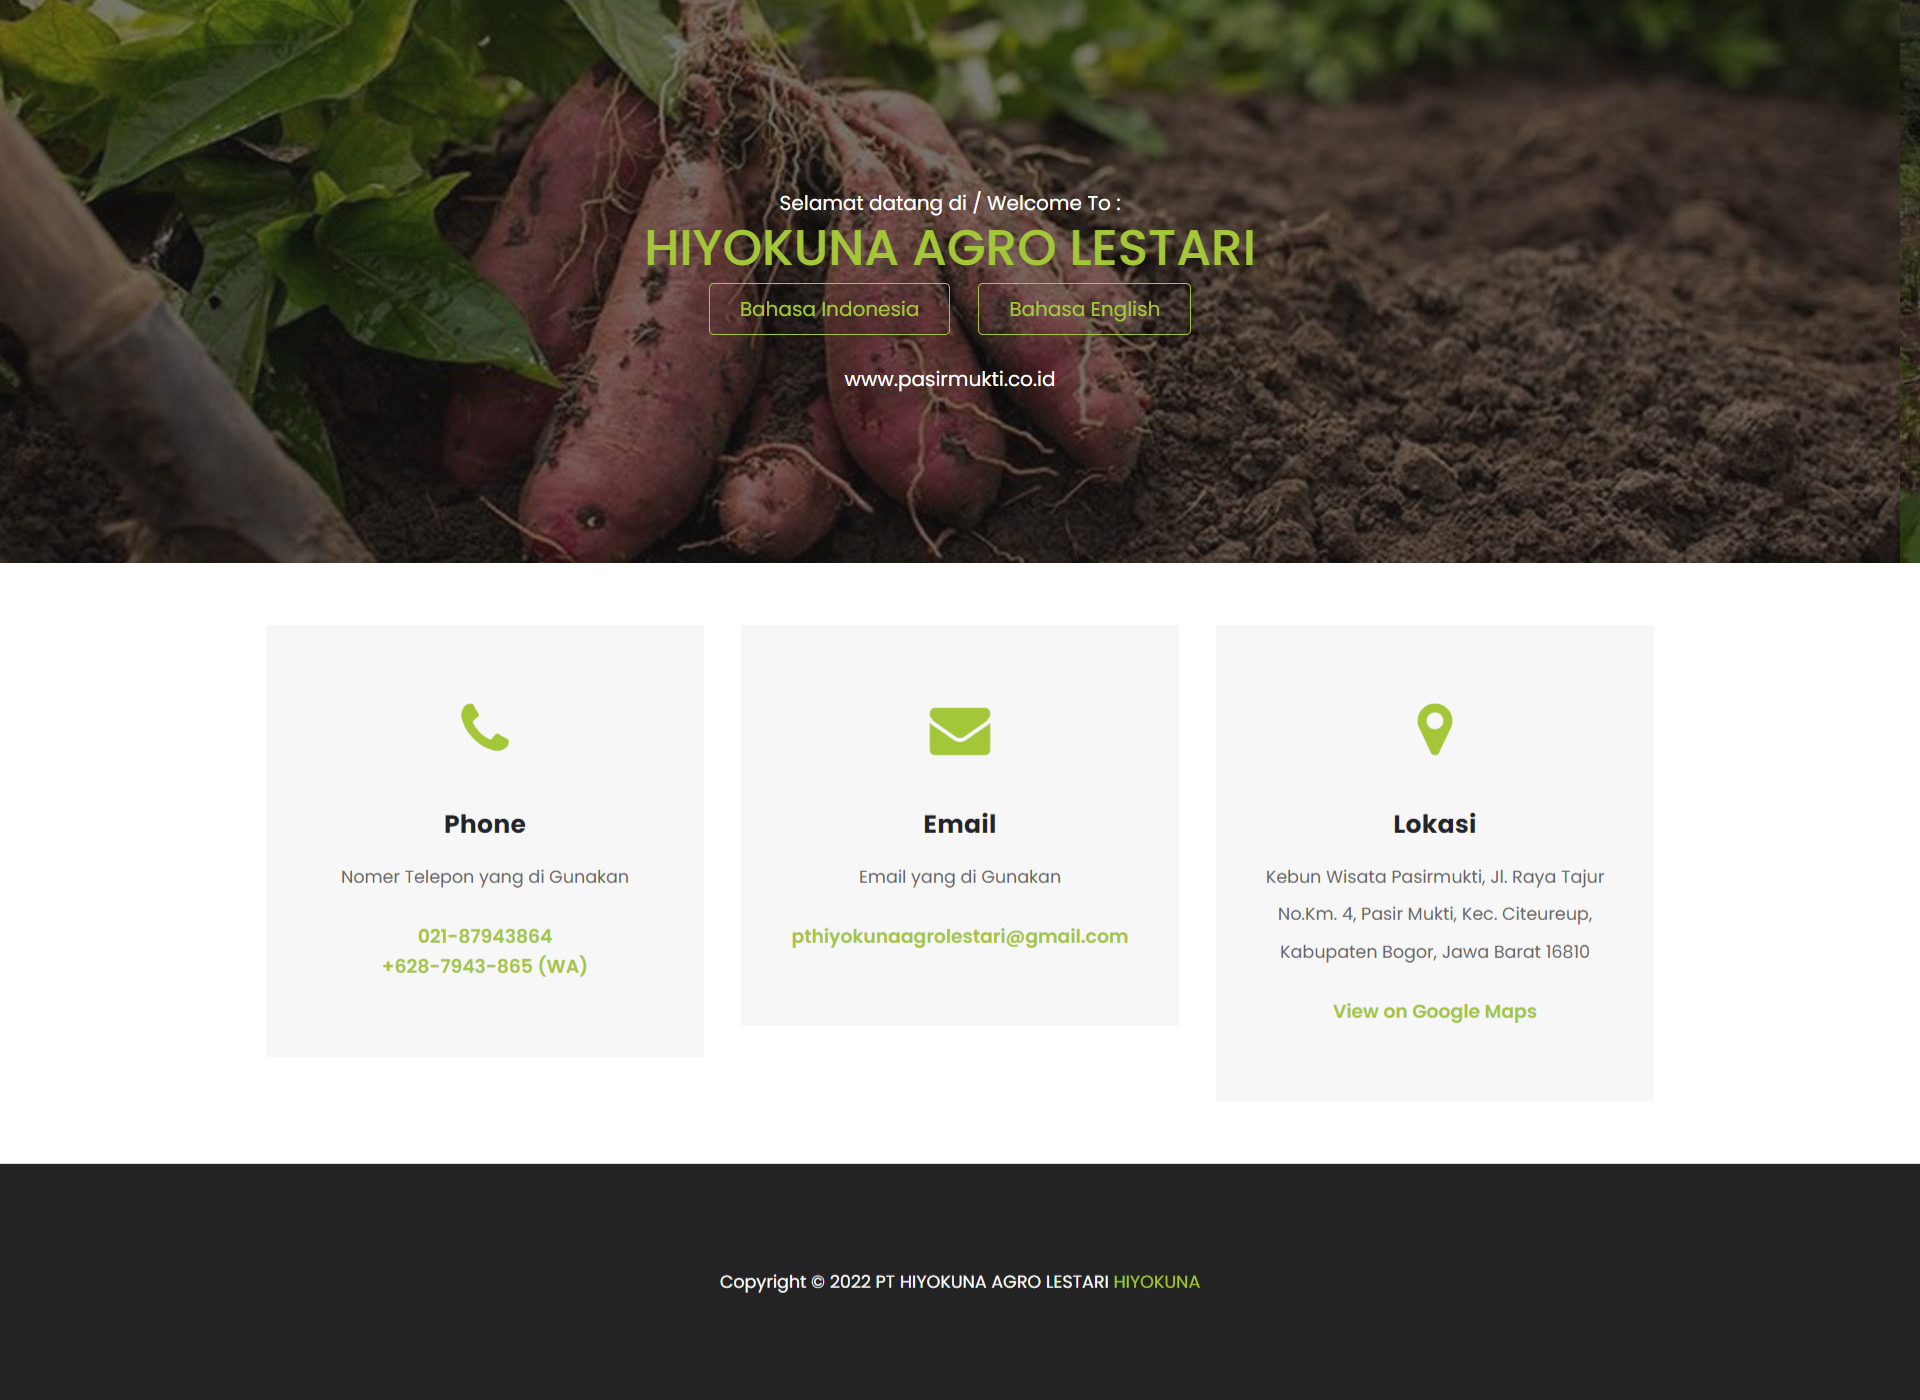 Selamat datang di / Welcome To :
HIYOKUNA AGRO LESTARI
Bahasa Indonesia
Bahasa English
www.pasirmukti.co.id
Phone
Nomer Telepon yang di Gunakan
021-87943864
+628-7943-865 (WA)
Email
Email yang di Gunakan
pthiyokunaagrolestari@gmail.com
Lokasi
Kebun Wisata Pasirmukti, Jl. Raya Tajur
No.Km. 4, Pasir Mukti, Kec. Citeureup,
Kabupaten Bogor, Jawa Barat 16810
View on Google Maps
Copyright © 2022 PT HIYOKUNA AGRO LESTARI HIYOKUNA